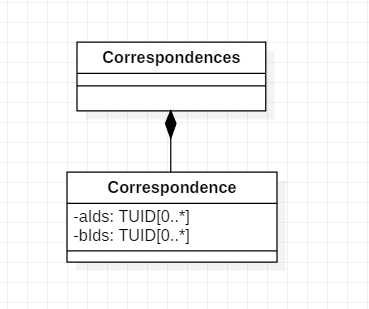 Correspondences
Correspondence
-aIds: TUID[0..*]
-bIds: TUID[0..*]